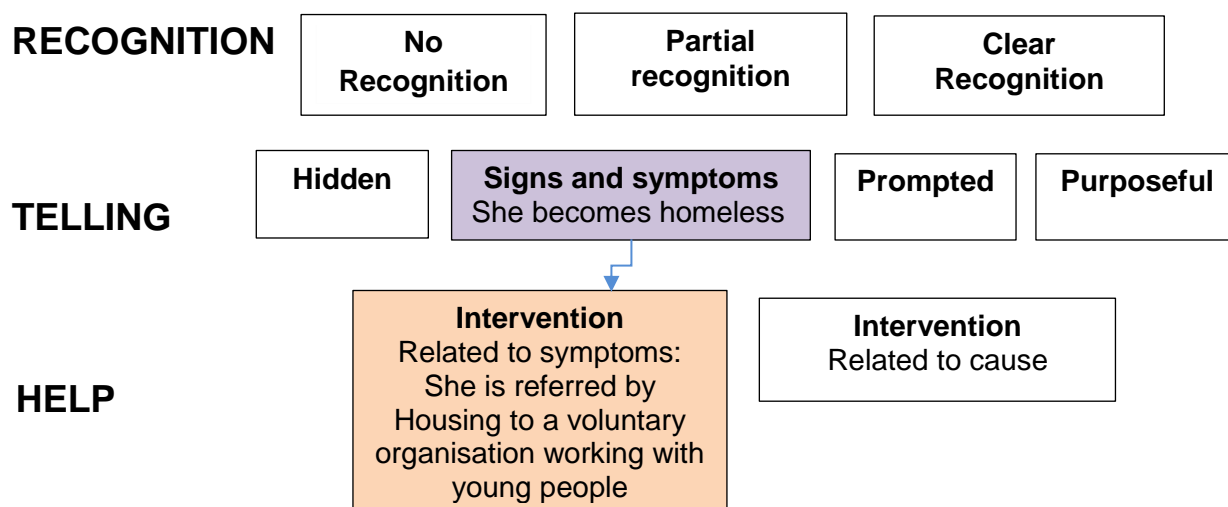 RECOGNITION
No
Recognition
Partial
recognition
Clear
Recognition
TELLING
Hidden
Signs and symptoms
She becomes homeless
Prompted
Purposeful
HELP
Intervention
Related to symptoms:
She is referred by
Housing to a voluntary
organisation working with
young people
Intervention
Related to cause